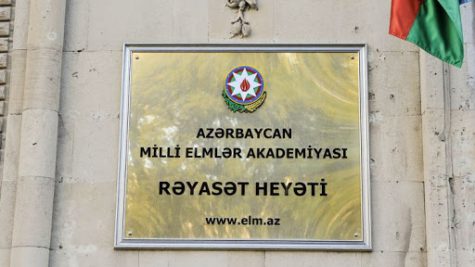 AZƏRBAYCAN
MİLLİ ELMLƏR AKADEMİYASI
RƏYASƏT HEYƏTİ
www.elm.az